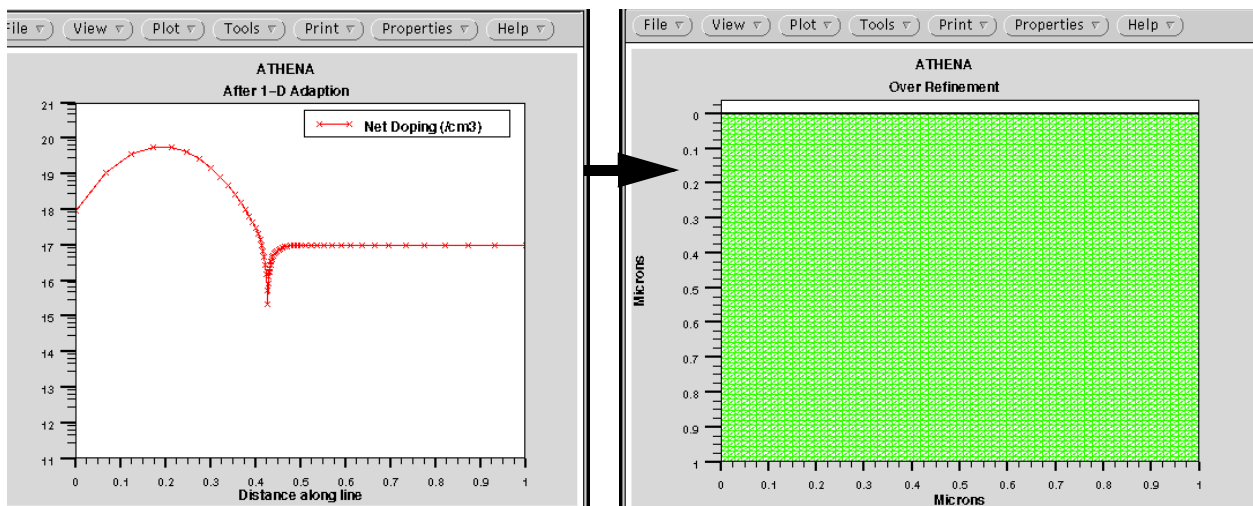 File View Plot Tools Print Properties Help
ATHENA
After 1-D Adaption
Net Doping (/cm3)
21
20
19
18
17
16
15
14
13
12
11
0 0.1 0.2 0.3 0.4 0.5 0.6 0.7 0.8 0.9 1
Distance along line
File View Plot Tools Print Properties Help
ATHENA
Over Refinement
0
0.1
0.2
0.3
0.4
0.5
0.6
0.7
0.8
0.9
1
Microns
0 0.1 0.2 0.3 0.4 0.5 0.6 0.7 0.8 0.9 1
Microns